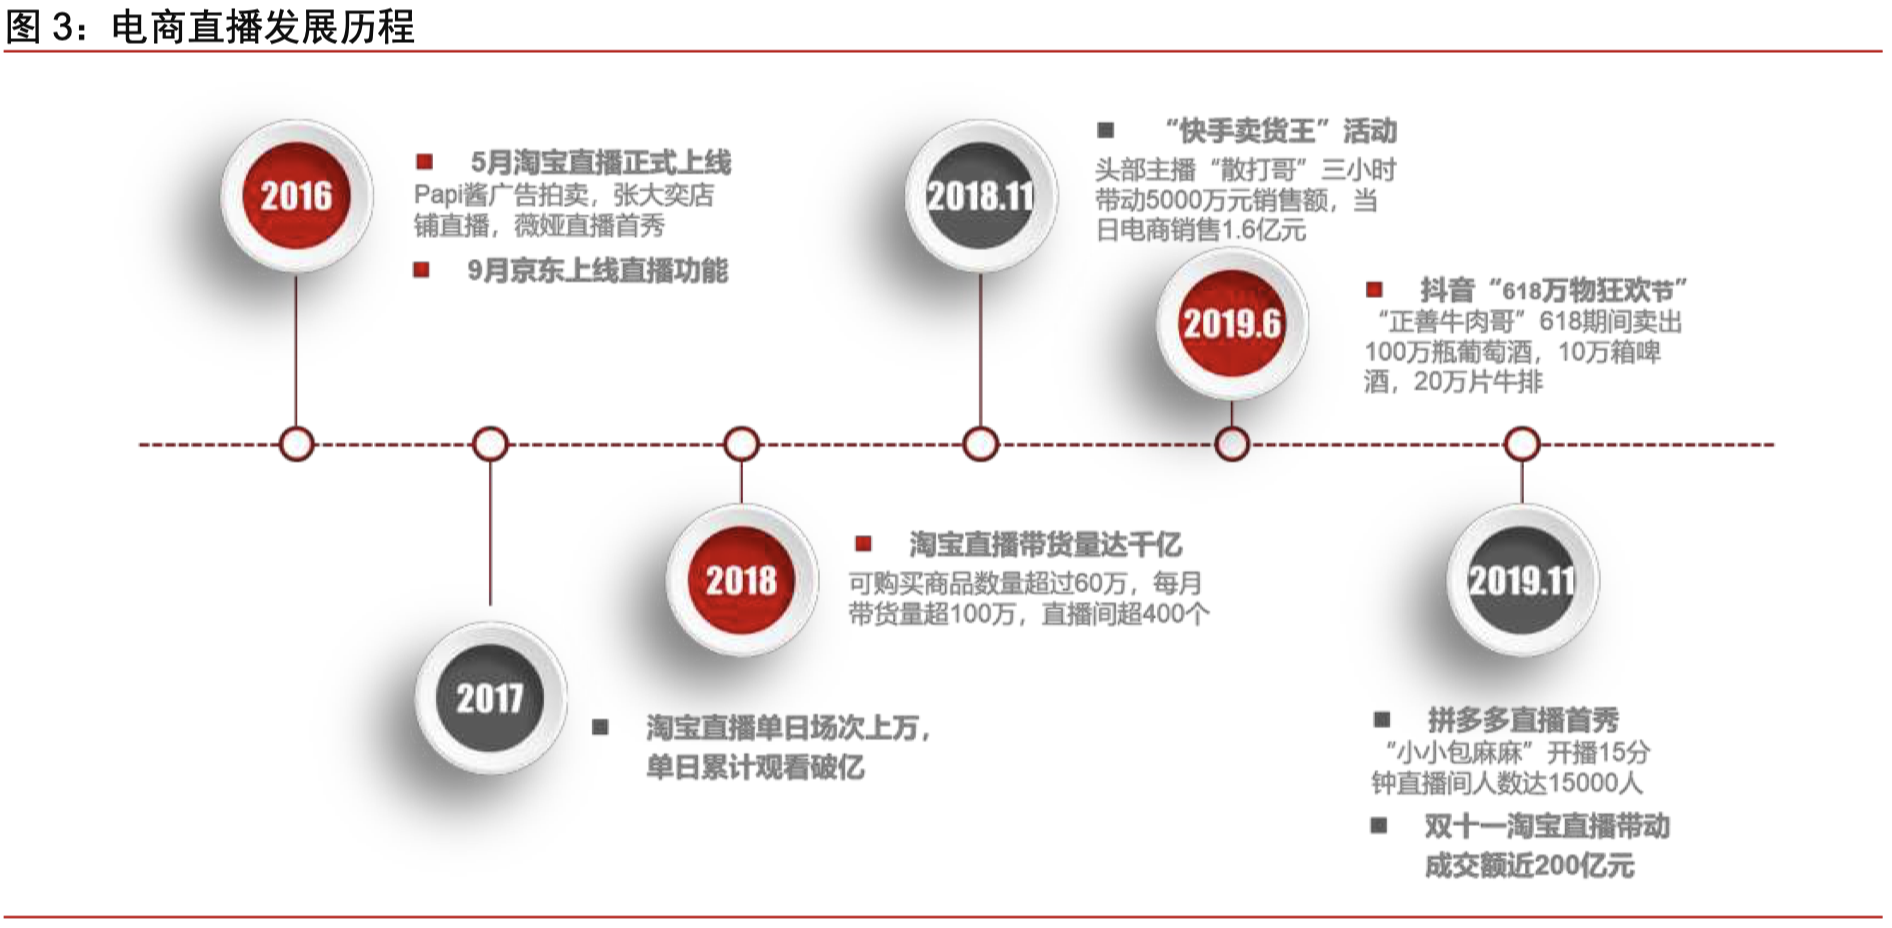 图 3：电商直播发展历程
2016
■ 5月淘宝直播正式上线
Papi酱广告拍卖，张大奕店
铺直播，薇娅直播首秀
■ 9月京东上线直播功能
2017
■ 淘宝直播单日场次上万，
单日累计观看破亿
2018
■ 淘宝直播带货量达千亿
可购买商品数量超过60万，每月
带货量超100万，直播间超400个
2018.11
■ “快手卖货王”活动
头部主播“散打哥”三小时
带动5000万元销售额，当
日电商销售1.6亿元
2019.6
■ 抖音“618万物狂欢节”
“正善牛肉哥”618期间卖出
100万瓶葡萄酒，10万箱啤
酒，20万片牛排
2019.11
■ 拼多多直播首秀
“小小包麻麻”开播15分
钟直播间人数达15000人
■ 双十一淘宝直播带动
成交额近200亿元